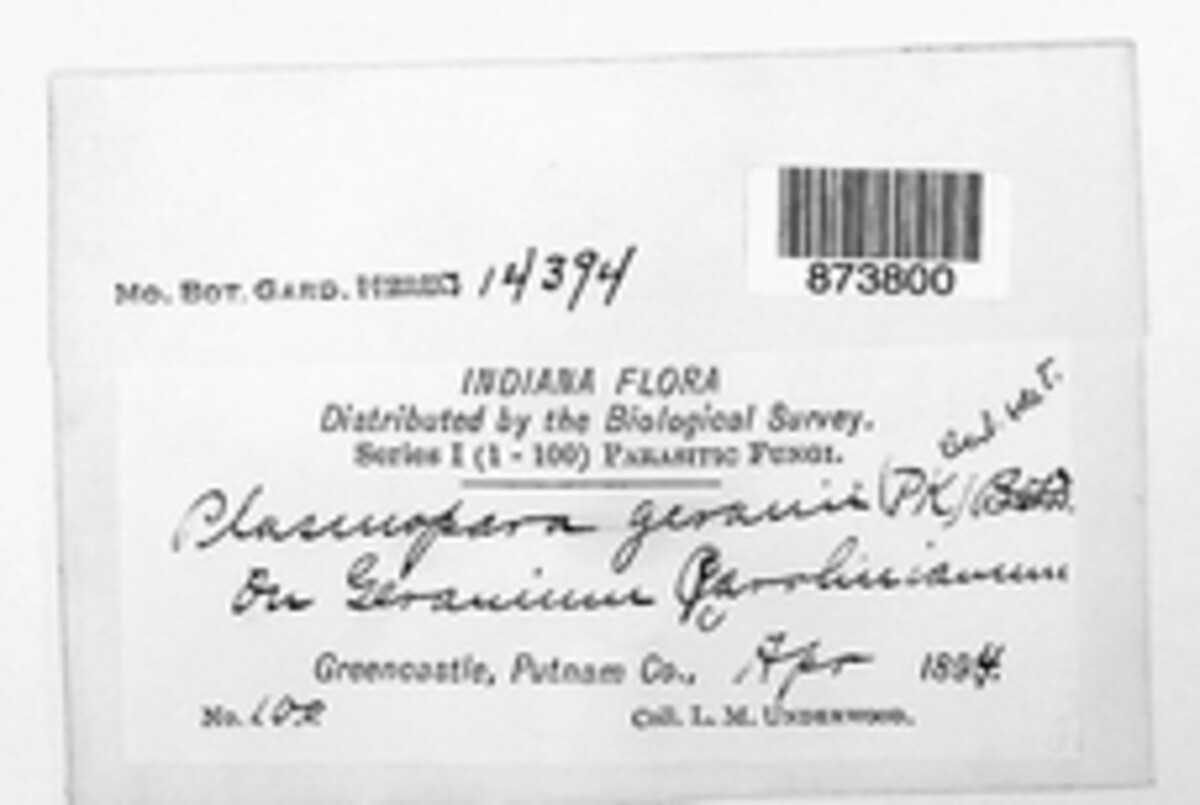 873800
Mo. Bot. Gard. 14394
INDIANA FLORA
Distributed by the Biological Survey.
Series I (1 - 100) Parasitic Fungi.
Plasmopara geranii (PK)
On Geranium Carolinianum
Greencastle, Putnam Co., Apr 1894.
No. 102
Coll. L. M. Underwood.